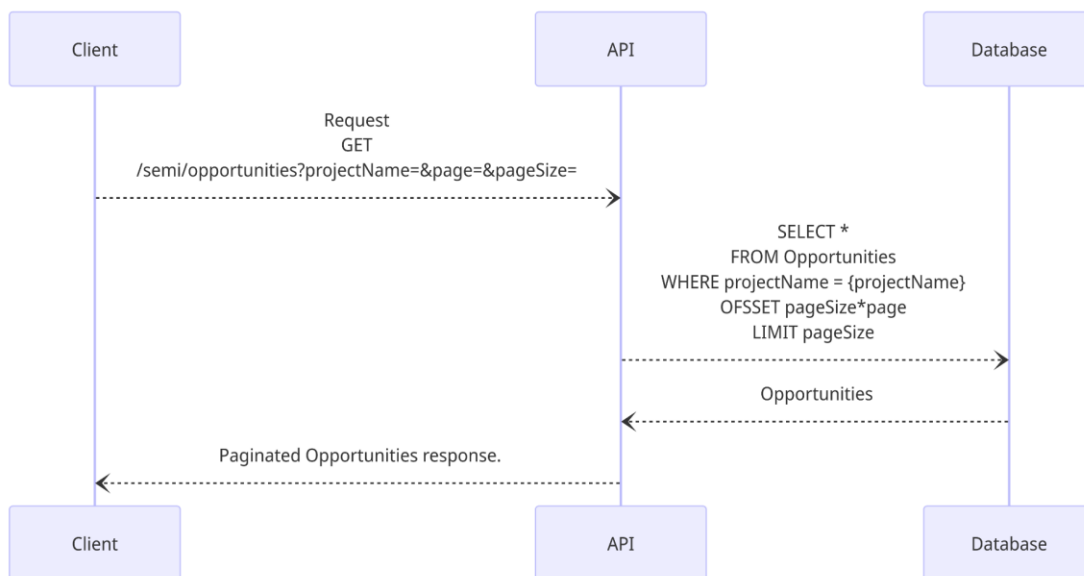 Client
API
Database
Request
GET
/semi/opportunities?projectName=&page=&pageSize=
SELECT *
FROM Opportunities
WHERE projectName = {projectName}
OFSSET pageSize*page
LIMIT pageSize
Opportunities
Paginated Opportunities response.
Client
API
Database